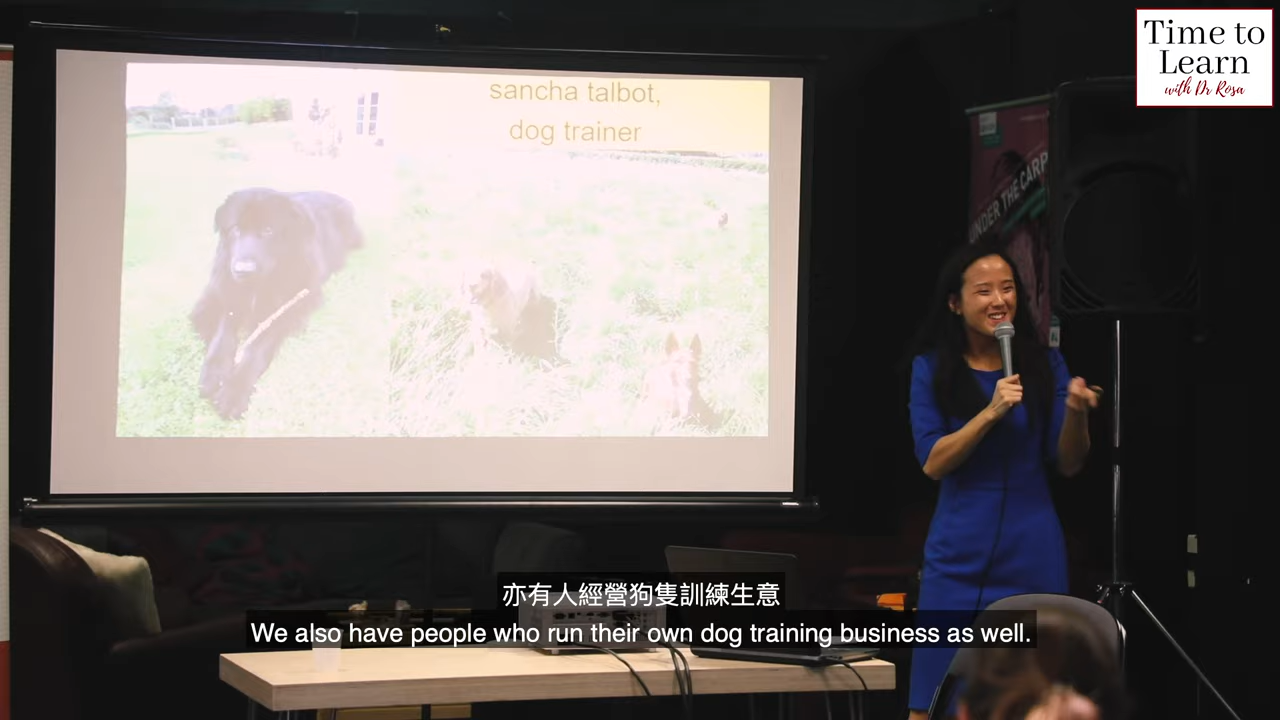 Time to
Learn
with Dr Rosa
sancha talbot,
dog trainer
UNDER THE CARP
亦有人經營狗隻訓練生意
We also have people who run their own dog training business as well.